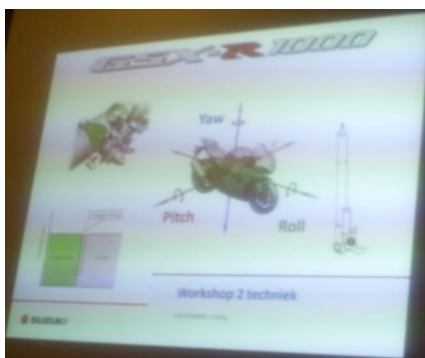 GSX-R 1000
Yaw
Pitch
Roll
Workshop 2 techniek
SUZUKI